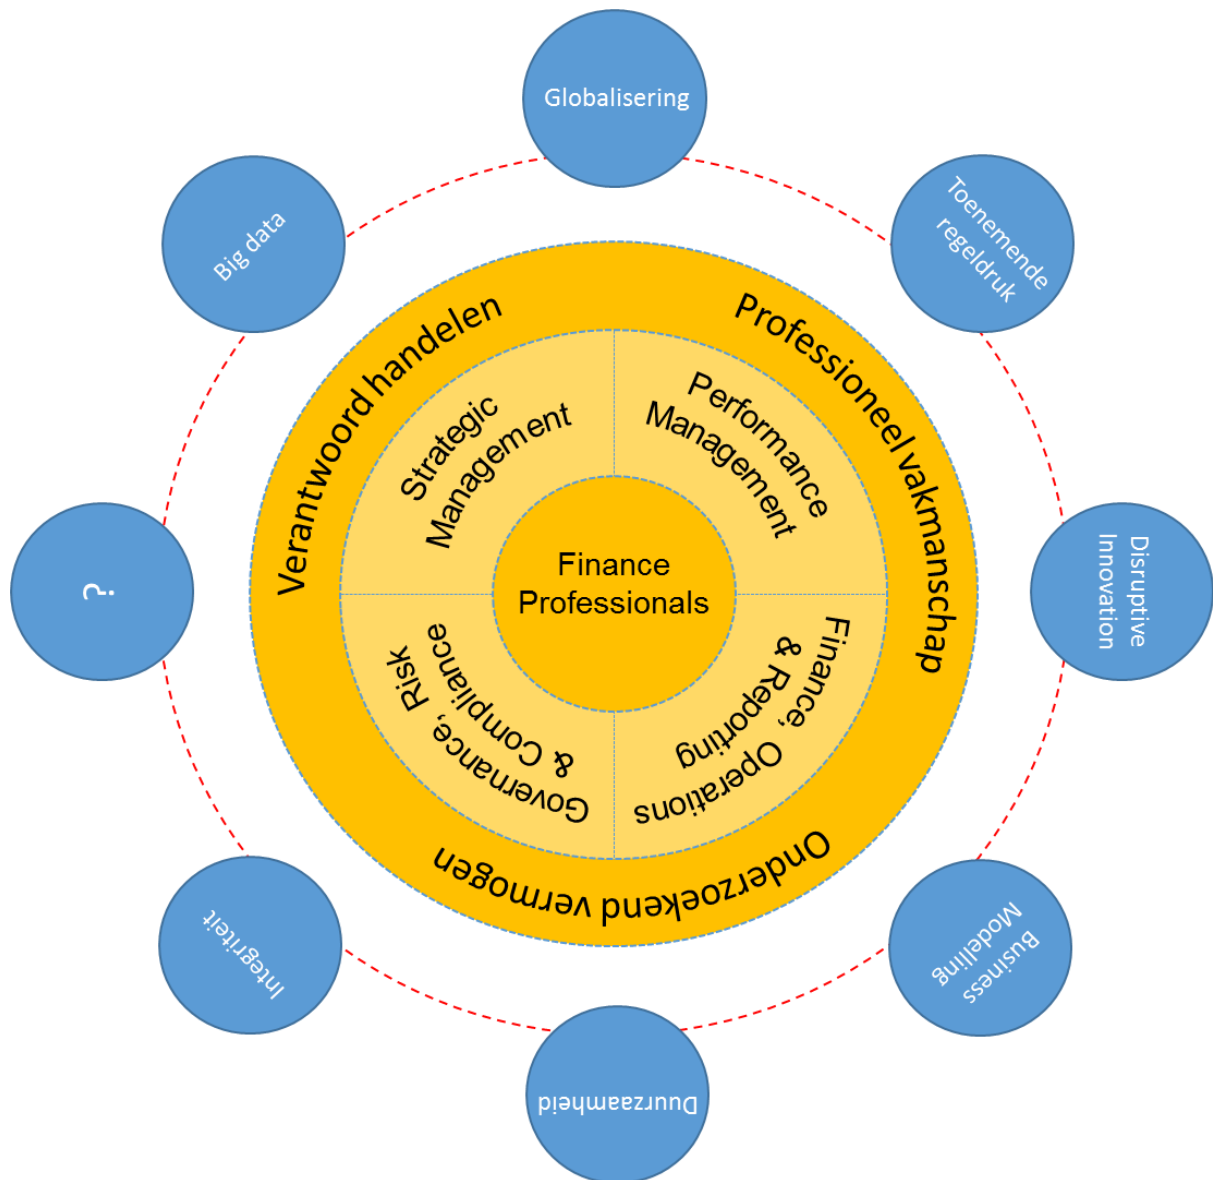 Globalisering
Toenemende
regeldruk
Disruptive
Innovation
Business
Modelling
Duurzaamheid
Integriteit
?
Big data
Verantwoord handelen
Professioneel vakmanschap
Onderzoekend vermogen
Strategic
Management
Performance
Management
Finance, Operations
& Reporting
Governance, Risk
& Compliance
Finance
Professionals